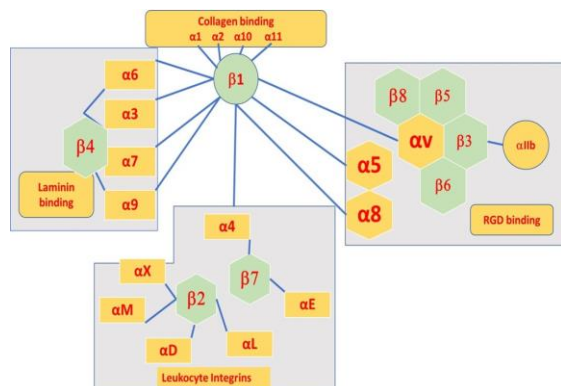 Collagen binding
α1 α2 α10 α11
β1
α6
α3
β4
α7
α9
Laminin
binding
β8
β5
αv
β3
αIIb
β6
α5
α8
RGD binding
α4
αX
β7
β2
αM
αE
αD
αL
Leukocyte Integrins